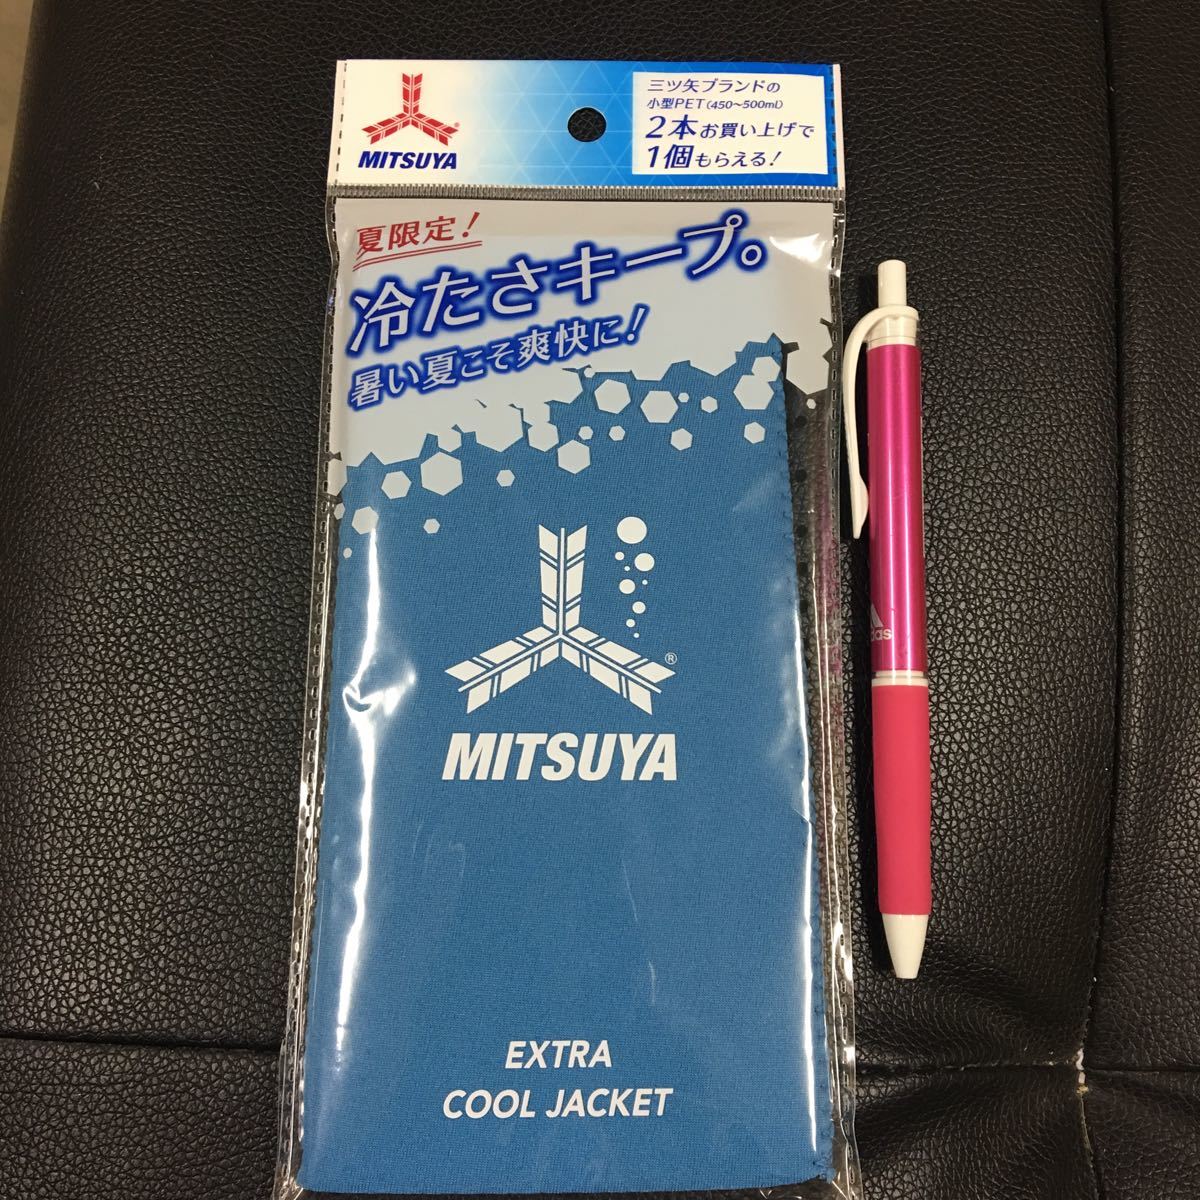 MITSUYA
®
三ツ矢ブランドの
小型PET(450~500ml)
2本お買い上げで
1個もらえる!
夏限定!
冷たさキープ。
暑い夏こそ爽快に!
®
MITSUYA
EXTRA
COOL JACKET